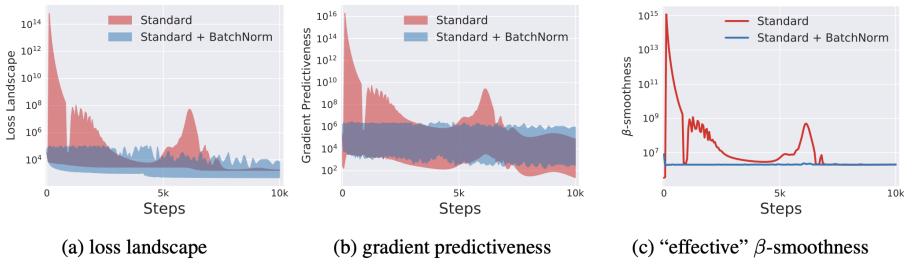 Standard
Standard + BatchNorm
Loss Landscape
10^14
10^12
10^10
10^8
10^6
10^4
0
5k
10k
Steps
(a) loss landscape
Standard
Standard + BatchNorm
Gradient Predictiveness
10^16
10^14
10^12
10^10
10^8
10^6
10^4
10^2
0
5k
10k
Steps
(b) gradient predictiveness
Standard
Standard + BatchNorm
β-smoothness
10^15
10^13
10^11
10^9
10^7
0
5k
10k
Steps
(c) “effective” β-smoothness